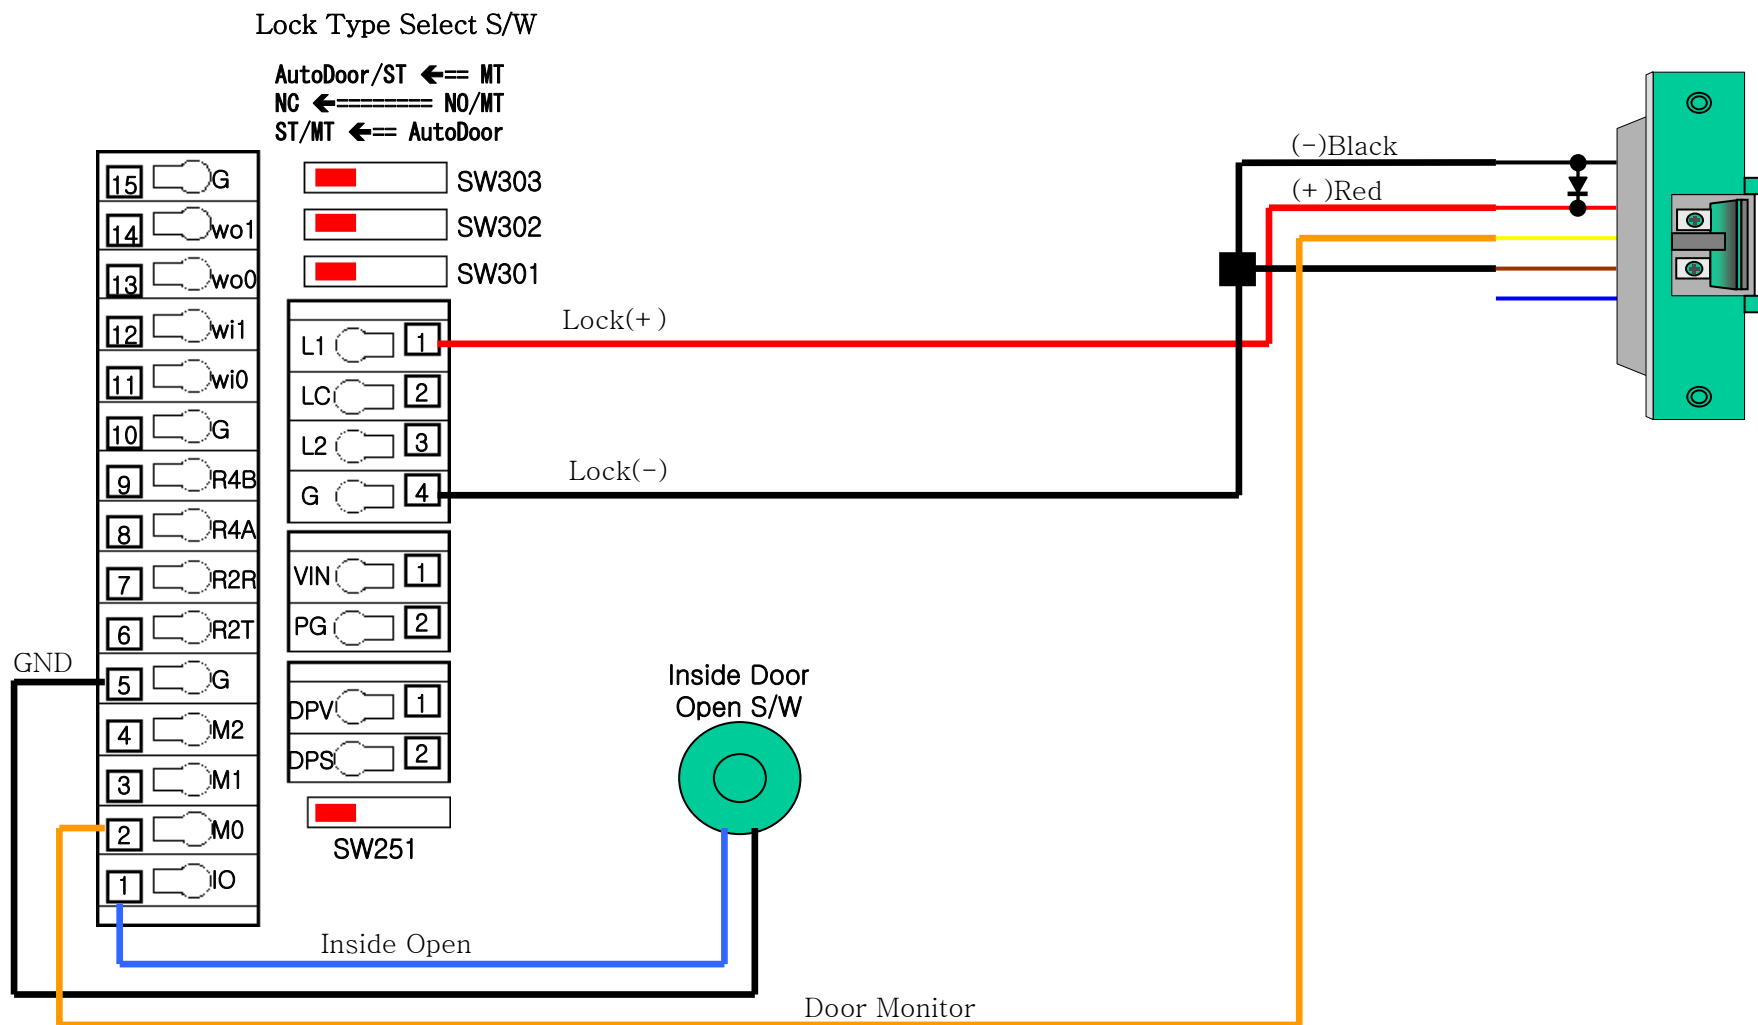 Lock Type Select S/W
AutoDoor/ST ←== MT
NC ←======== NO/MT
ST/MT ←== AutoDoor
SW303
SW302
SW301
15 G
14 wo1
13 wo0
12 wi1
11 wi0
10 G
9 R4B
8 R4A
7 R2R
6 R2T
5 G
4 M2
3 M1
2 M0
1 IO
L1 1
LC 2
L2 3
G 4
VIN 1
PG 2
DPV 1
DPS 2
SW251
Lock(+)
Lock(-)
(-)Black
(+)Red
GND
Inside Door
Open S/W
Inside Open
Door Monitor